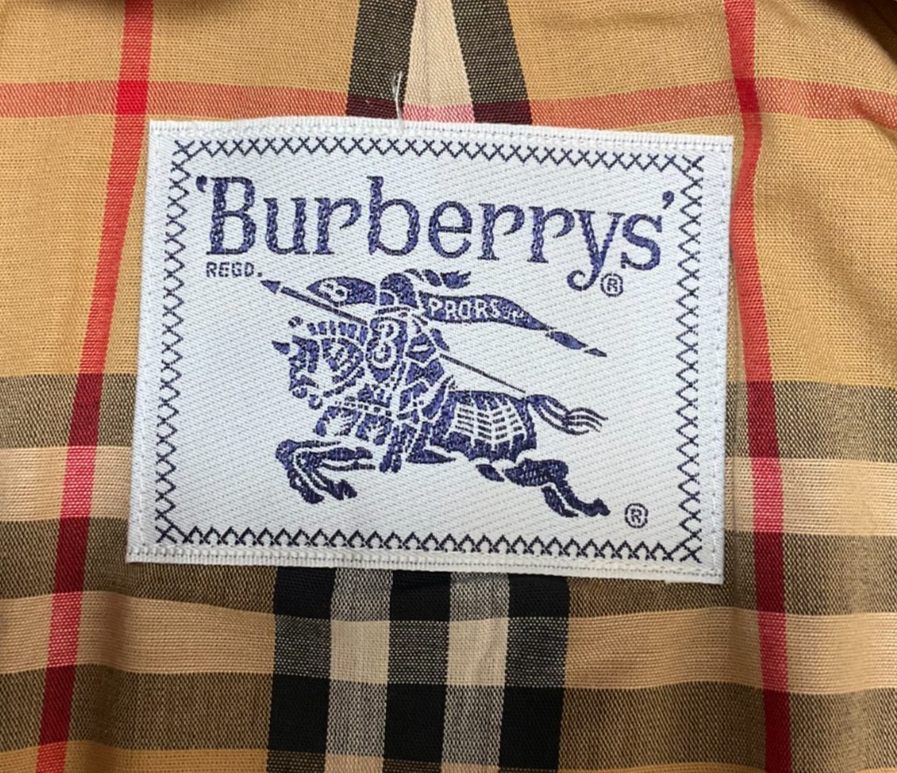 'Burberrys'
REGD. ®
PRORSUM
B
®